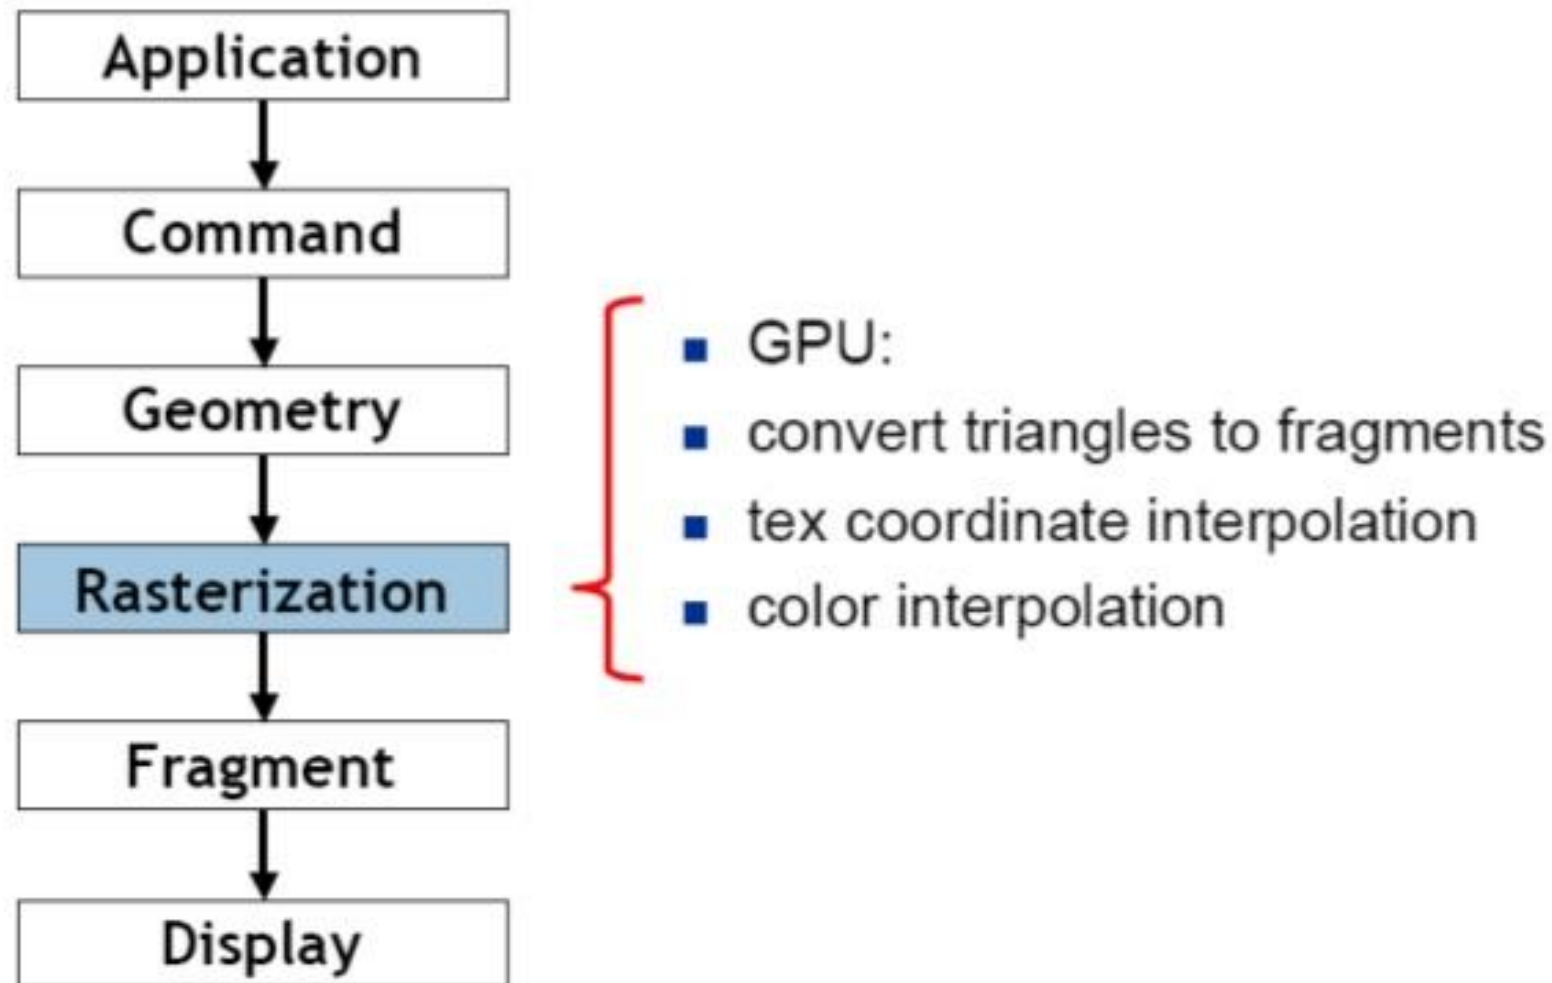 Application
Command
Geometry
Rasterization
Fragment
Display
GPU:
convert triangles to fragments
tex coordinate interpolation
color interpolation